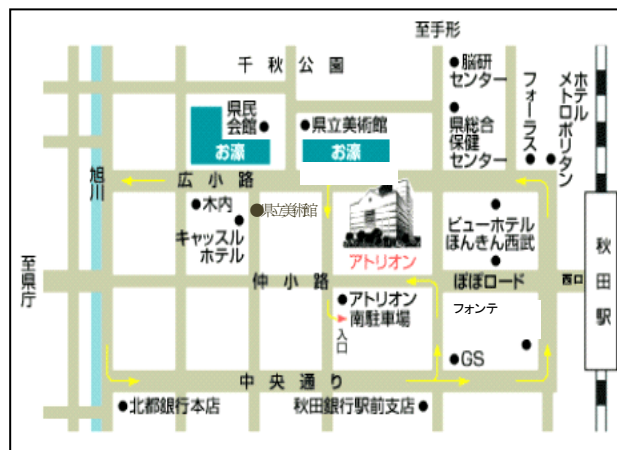 至手形
千秋公園
脳研
センター
フォーラス
ホテル
メトロポリタン
県民
会館
県立美術館
県総合
保健
センター
お濠
お濠
旭川
広小路
木内
県立美術館
キャッスル
ホテル
ビューホテル
ほんきん西武
アトリオン
至県庁
仲小路
ぽぽロード
西口
秋田駅
アトリオン
南駐車場
入口
フォンテ
GS
中央通り
北都銀行本店
秋田銀行駅前支店